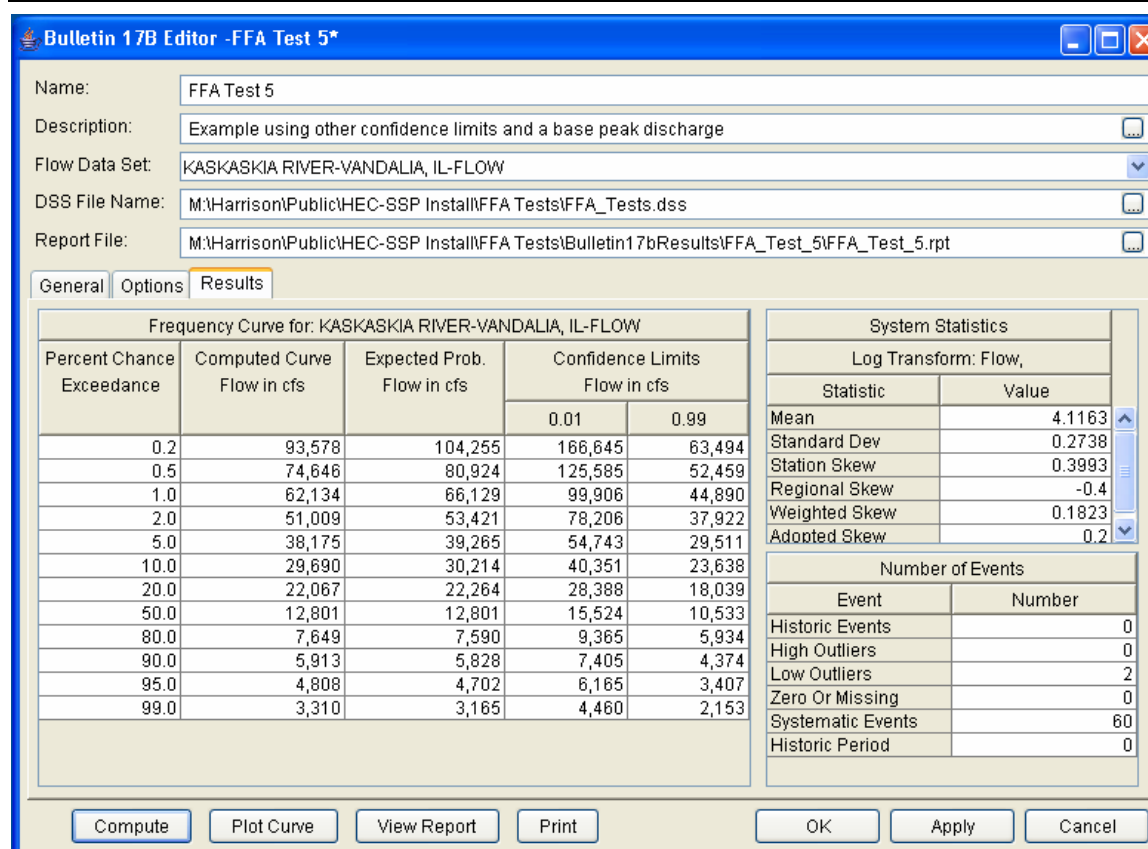 Bulletin 17B Editor -FFA Test 5*
Name: FFA Test 5
Description: Example using other confidence limits and a base peak discharge ...
Flow Data Set: KASKASKIA RIVER-VANDALIA, IL-FLOW
DSS File Name: M:\Harrison\Public\HEC-SSP Install\FFA Tests\FFA_Tests.dss ...
Report File: M:\Harrison\Public\HEC-SSP Install\FFA Tests\Bulletin17bResults\FFA_Test_5\FFA_Test_5.rpt ...
General Options Results
Frequency Curve for: KASKASKIA RIVER-VANDALIA, IL-FLOW
Percent Chance Computed Curve Expected Prob. Confidence Limits
Exceedance Flow in cfs Flow in cfs Flow in cfs
0.01 0.99
0.2 93,578 104,255 166,645 63,494
0.5 74,646 80,924 125,585 52,459
1.0 62,134 66,129 99,906 44,890
2.0 51,009 53,421 78,206 37,922
5.0 38,175 39,265 54,743 29,511
10.0 29,690 30,214 40,351 23,638
20.0 22,067 22,264 28,388 18,039
50.0 12,801 12,801 15,524 10,533
80.0 7,649 7,590 9,365 5,934
90.0 5,913 5,828 7,405 4,374
95.0 4,808 4,702 6,165 3,407
99.0 3,310 3,165 4,460 2,153
System Statistics
Log Transform: Flow,
Statistic Value
Mean 4.1163
Standard Dev 0.2738
Station Skew 0.3993
Regional Skew -0.4
Weighted Skew 0.1823
Adopted Skew 0.2
Number of Events
Event Number
Historic Events 0
High Outliers 0
Low Outliers 2
Zero Or Missing 0
Systematic Events 60
Historic Period 0
Compute Plot Curve View Report Print OK Apply Cancel